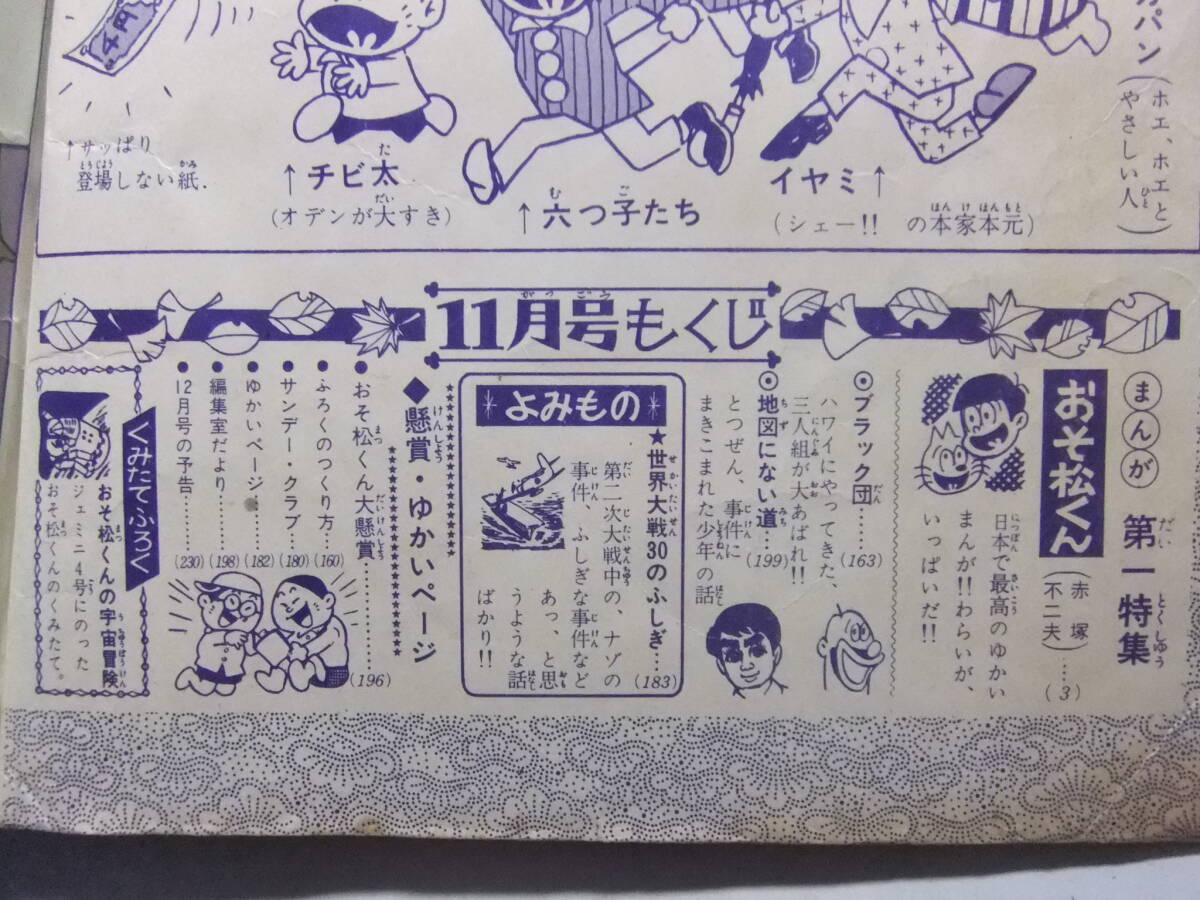 4円
↑サッぱり
登場しない紙.
↑チビ太
(オデンが大すき)
↑六つ子たち
イヤミ↑
(シェー!! の本家本元)
カパン
(ホエ、ホエと
やさしい人)
11月号もくじ
まんが 第一特集
おそ松くん(赤塚不二夫)……(3)
日本で最高のゆかい
まんが!!わらいが、
いっぱいだ!!
◉ブラック団……(163)
ハワイにやってきた、
三人組が大あばれ!!
◉地図にない道……(199)
とつぜん、事件に
まきこまれた少年の話
よみもの
★世界大戦30のふしぎ…(183)
第二次大戦中の、ナゾの
事件、ふしぎな事件など
あっ、と思
うような話
ばかり!!
◆懸賞・ゆかいページ
●おそ松くん大懸賞……(196)
●ふろくのつくり方……(160)
●サンデー・クラブ……(180)
●ゆかいページ……(182)
●編集室だより……(198)
●12月号の予告……(230)
くみたてふろく
おそ松くんの宇宙冒険
ジェミニ4号にのった
おそ松くんのくみたて。